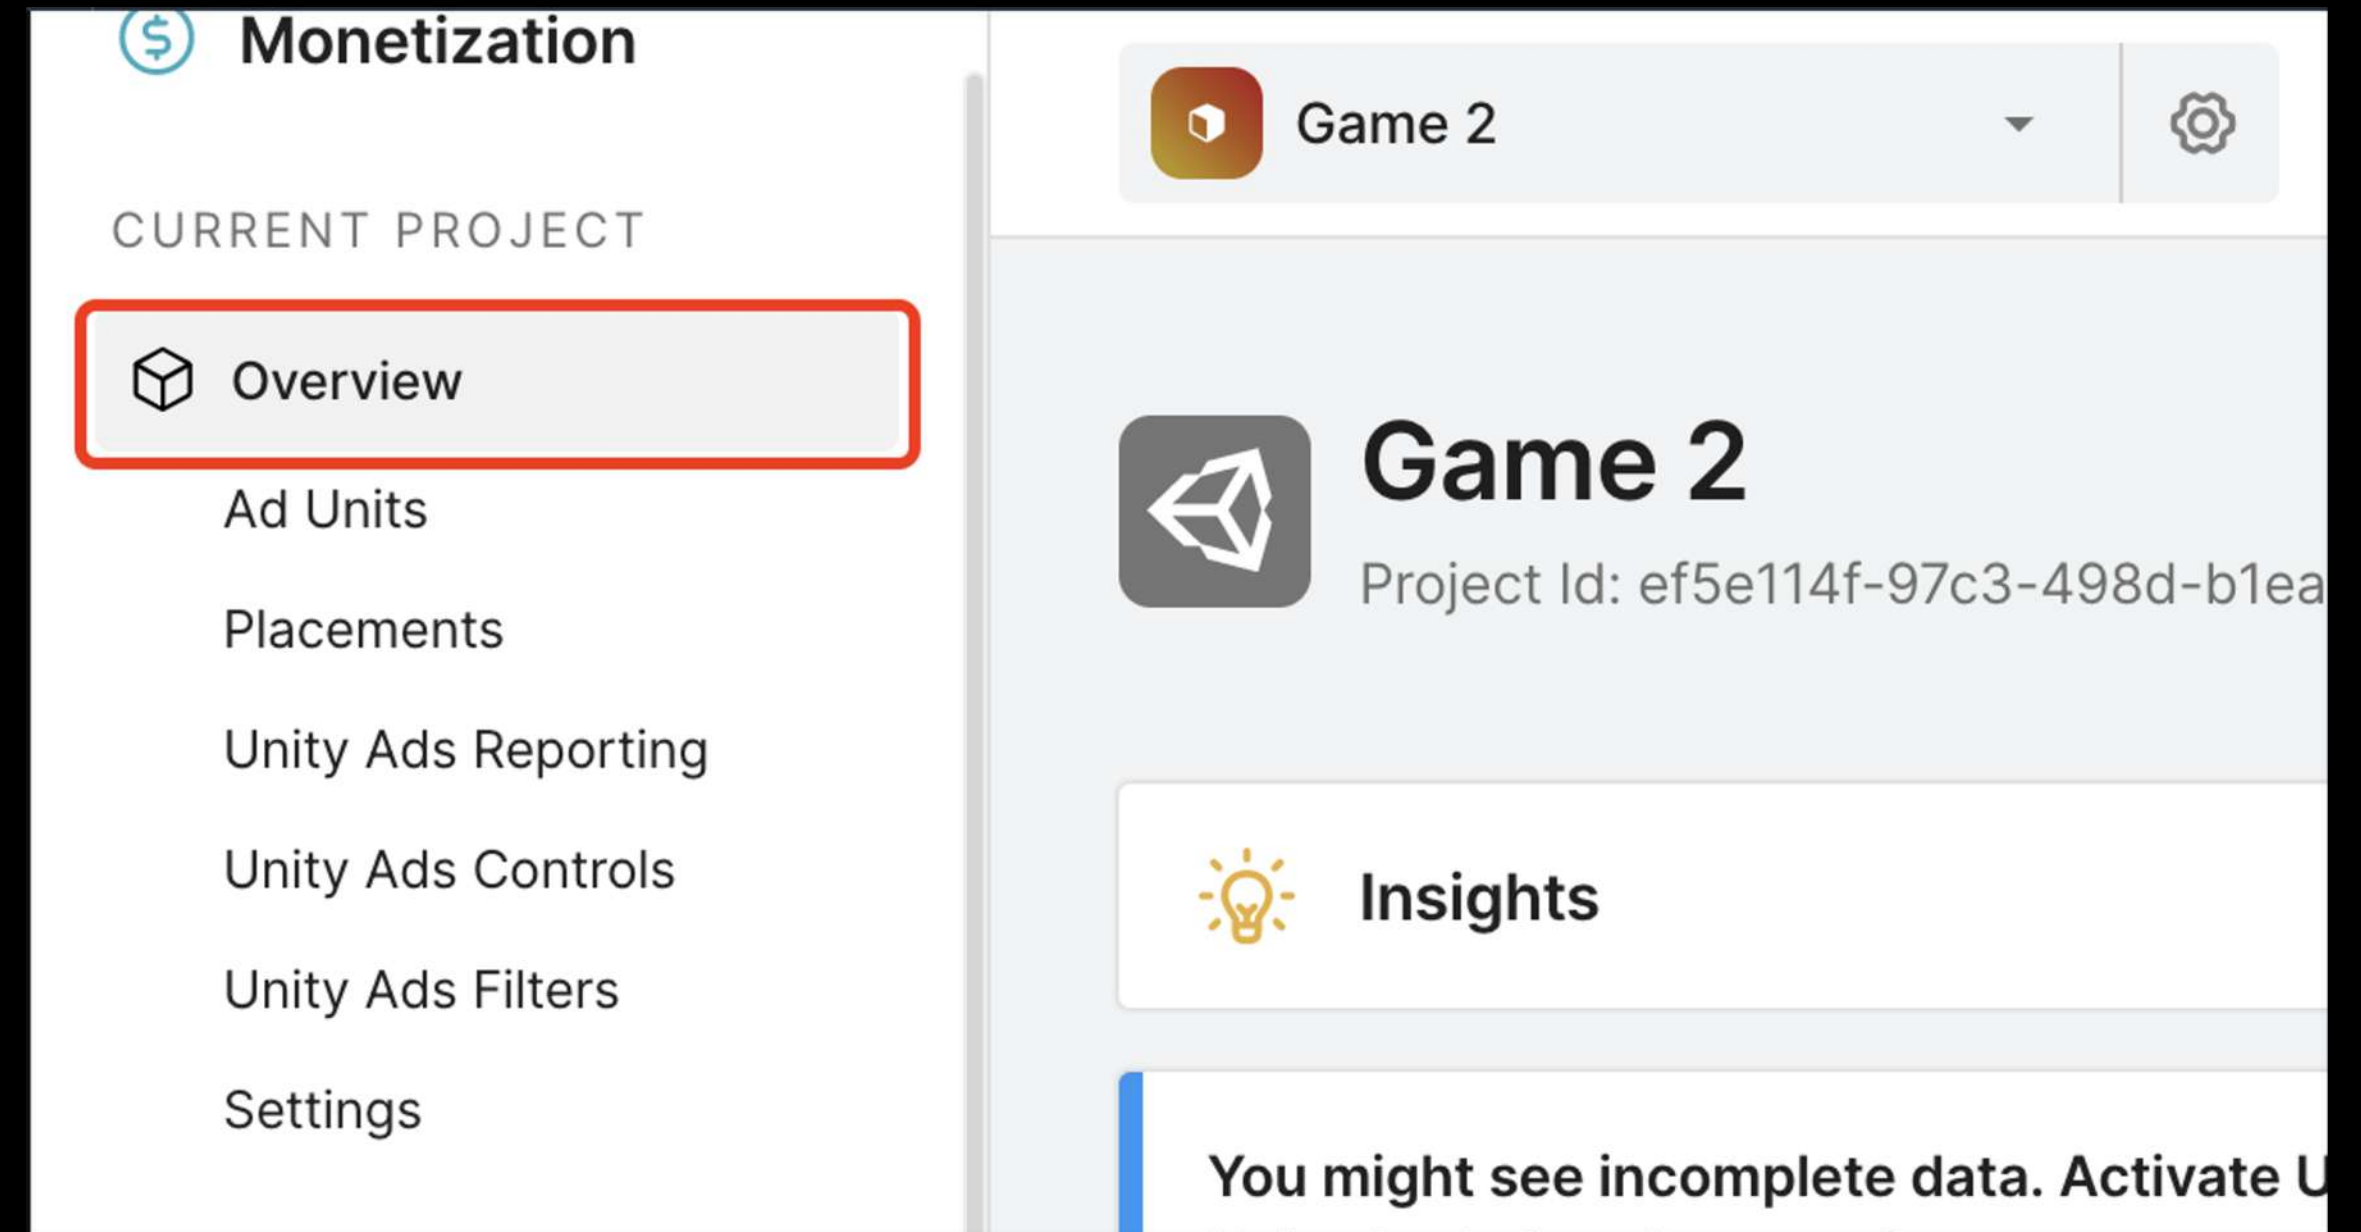 Monetization
CURRENT PROJECT
Overview
Ad Units
Placements
Unity Ads Reporting
Unity Ads Controls
Unity Ads Filters
Settings
Game 2
Game 2
Project Id: ef5e114f-97c3-498d-b1ea
Insights
You might see incomplete data. Activate U